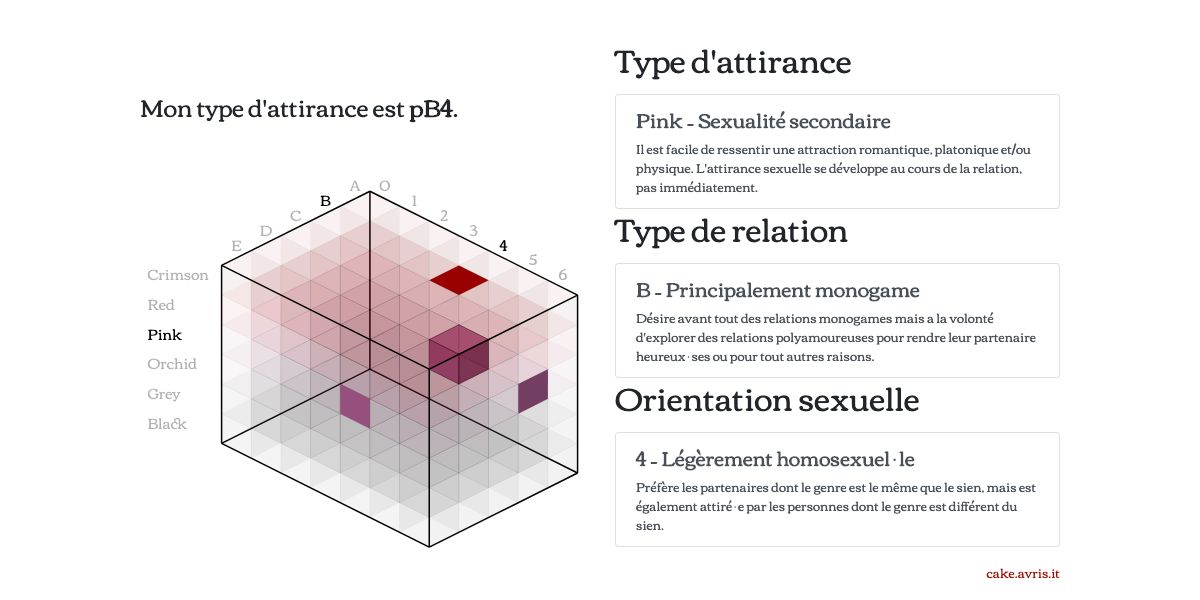 Mon type d'attirance est pB4.
A
B
C
D
E
O
1
2
3
4
5
6
Crimson
Red
Pink
Orchid
Grey
Black
Type d'attirance
Pink - Sexualité secondaire
Il est facile de ressentir une attraction romantique, platonique et/ou
physique. L'attirance sexuelle se développe au cours de la relation,
pas immédiatement.
Type de relation
B - Principalement monogame
Désire avant tout des relations monogames mais a la volonté
d'explorer des relations polyamoureuses pour rendre leur partenaire
heureux·ses ou pour tout autres raisons.
Orientation sexuelle
4 - Légèrement homosexuel·le
Préfère les partenaires dont le genre est le même que le sien, mais est
également attiré·e par les personnes dont le genre est différent du
sien.
cake.avris.it